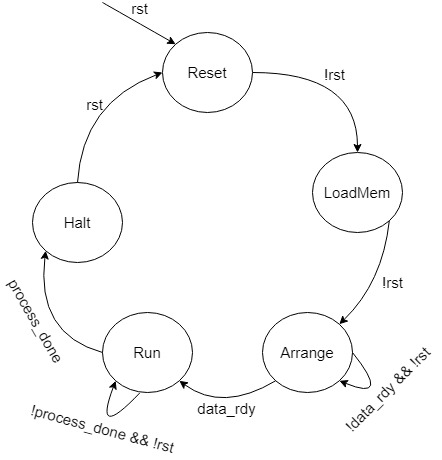 rst
Reset
!rst
rst
LoadMem
Halt
!rst
process_done
Run
Arrange
!data_rdy && !rst
data_rdy
!process_done && !rst